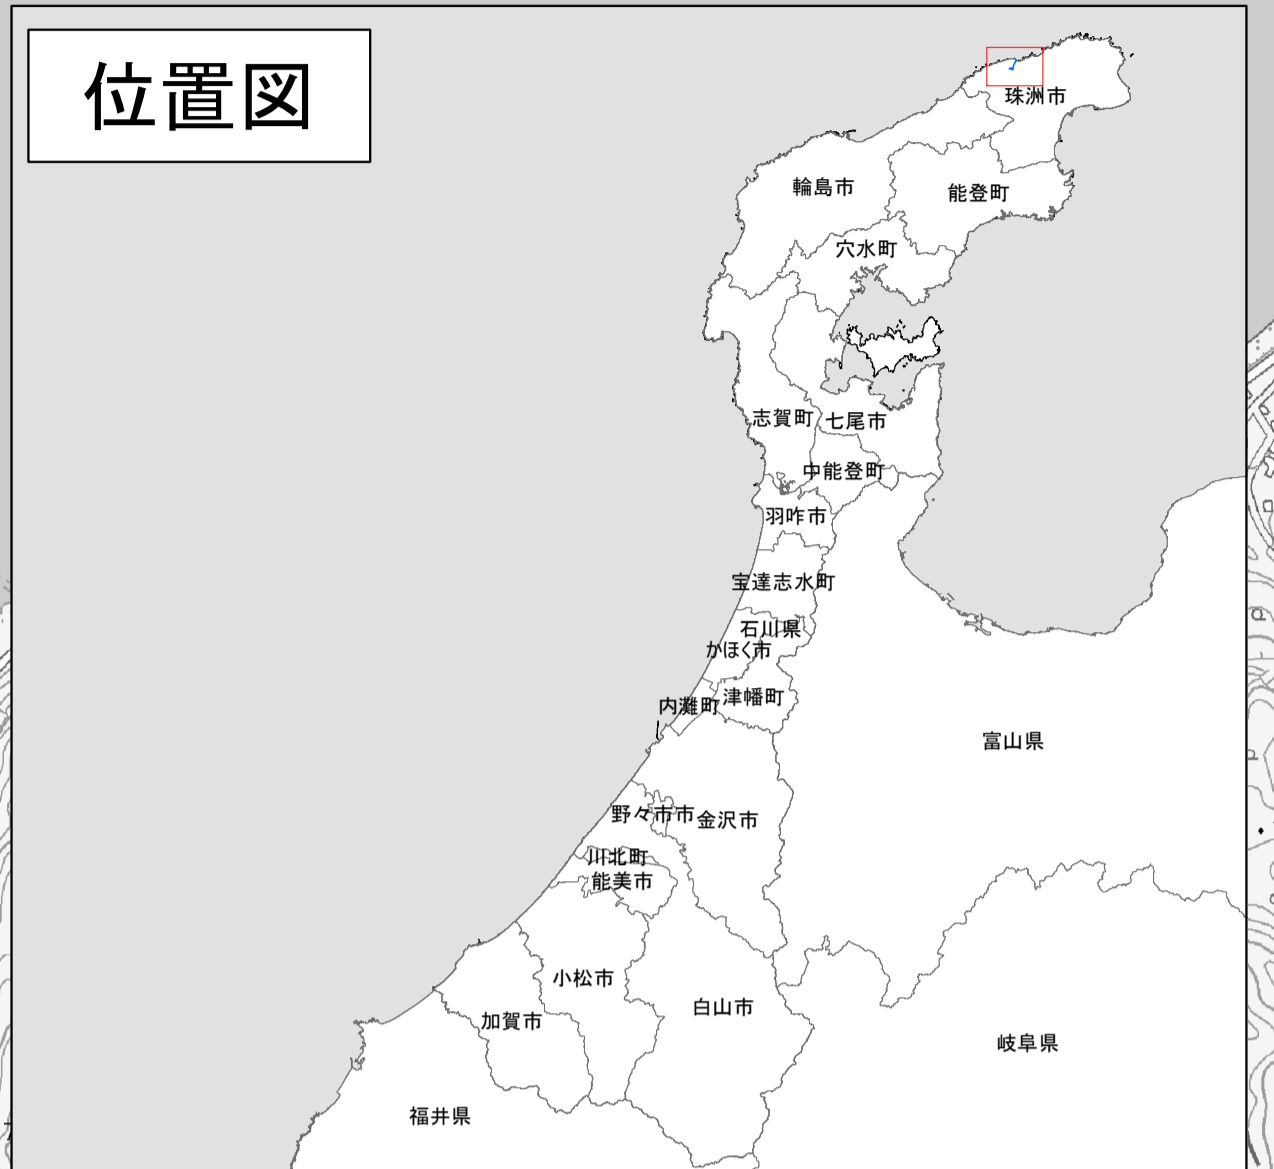 位置図
珠洲市
輪島市
能登町
穴水町
志賀町
七尾市
中能登町
羽咋市
宝達志水町
石川県
かほく市
津幡町
内灘町
富山県
野々市市
金沢市
川北町
能美市
小松市
白山市
加賀市
岐阜県
福井県